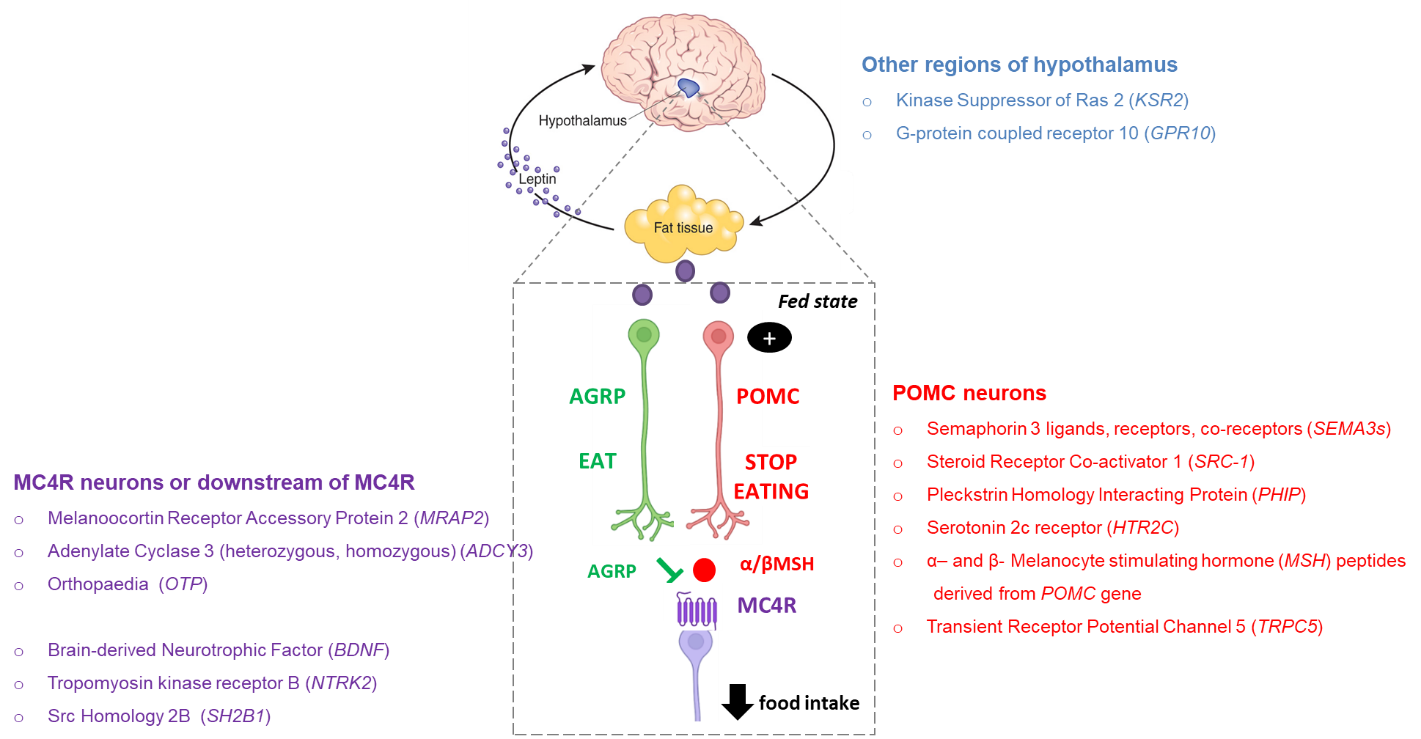 Other regions of hypothalamus
o Kinase Suppressor of Ras 2 (KSR2)
o G-protein coupled receptor 10 (GPR10)
Hypothalamus
Leptin
Fat tissue
Fed state
+
AGRP
POMC
EAT
STOP
EATING
AGRP
α/βMSH
MC4R
food intake
MC4R neurons or downstream of MC4R
o Melanoocortin Receptor Accessory Protein 2 (MRAP2)
o Adenylate Cyclase 3 (heterozygous, homozygous) (ADCY3)
o Orthopaedia (OTP)
o Brain-derived Neurotrophic Factor (BDNF)
o Tropomyosin kinase receptor B (NTRK2)
o Src Homology 2B (SH2B1)
POMC neurons
o Semaphorin 3 ligands, receptors, co-receptors (SEMA3s)
o Steroid Receptor Co-activator 1 (SRC-1)
o Pleckstrin Homology Interacting Protein (PHIP)
o Serotonin 2c receptor (HTR2C)
o α– and β- Melanocyte stimulating hormone (MSH) peptides
derived from POMC gene
o Transient Receptor Potential Channel 5 (TRPC5)